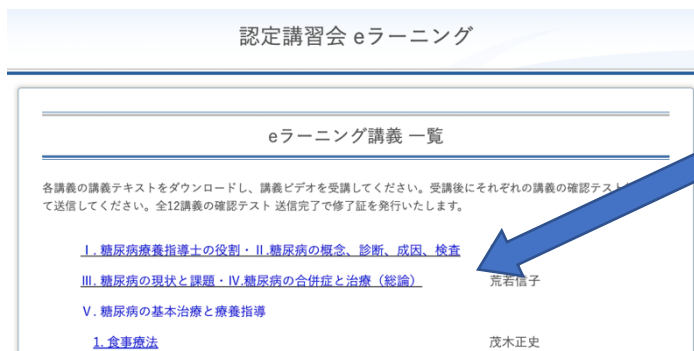 認定講習会 eラーニング
eラーニング講義 一覧
各講義の講義テキストをダウンロードし、講義ビデオを受講してください。受講後にそれぞれの講義の確認テスト
て送信してください。全12講義の確認テスト 送信完了で修了証を発行いたします。
Ⅰ. 糖尿病療養指導士の役割・Ⅱ.糖尿病の概念、診断、成因、検査
Ⅲ. 糖尿病の現状と課題・Ⅳ.糖尿病の合併症と治療（総論） 荒若信子
Ⅴ. 糖尿病の基本治療と療養指導
1. 食事療法 茂木正史